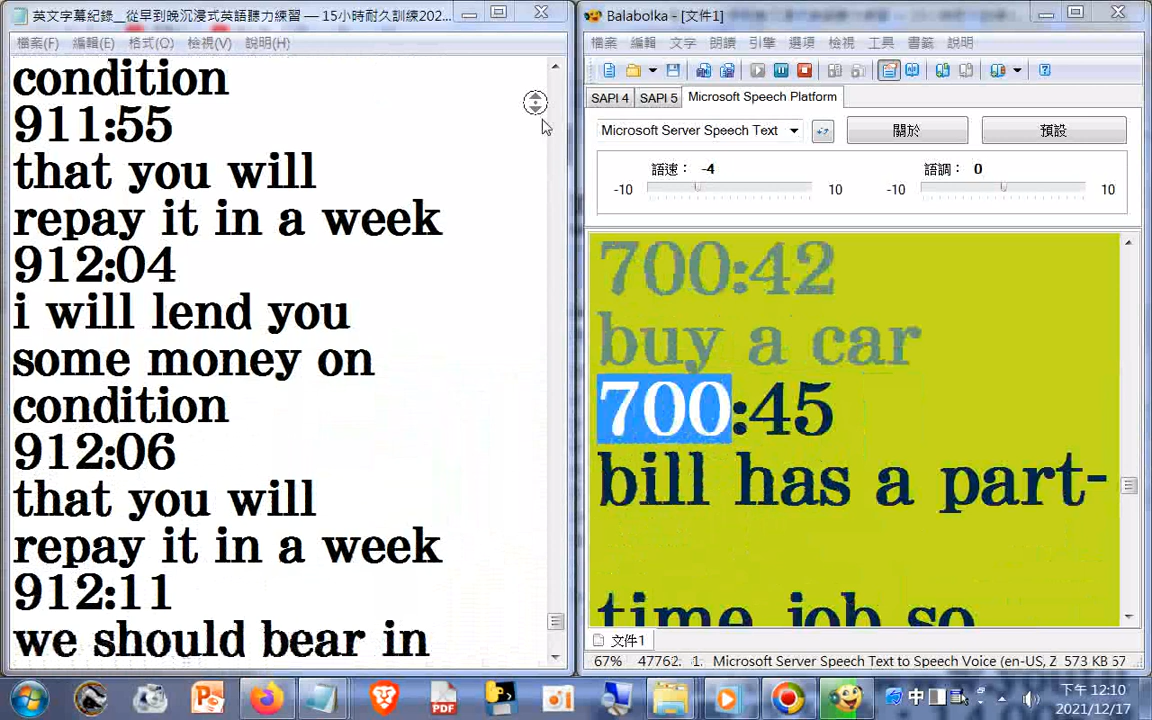 英文字幕紀錄__從早到晚沉浸式英語聽力練習 — 15小時耐久訓練202...
檔案(F) 編輯(E) 格式(O) 檢視(V) 說明(H)
condition
911:55
that you will
repay it in a week
912:04
i will lend you
some money on
condition
912:06
that you will
repay it in a week
912:11
we should bear in
Balabolka - [文件1]
檔案 編輯 文字 朗讀 引擎 選項 檢視 工具 書籤 說明
SAPI 4 SAPI 5 Microsoft Speech Platform
Microsoft Server Speech Text 關於 預設
語速： -4 語調： 0
-10 10 -10 10
700:42
buy a car
700:45
bill has a part-
time job so
文件1
67% 47762. 1. Microsoft Server Speech Text to Speech Voice (en-US, Z 573 KB 57
中
下午 12:10
2021/12/17